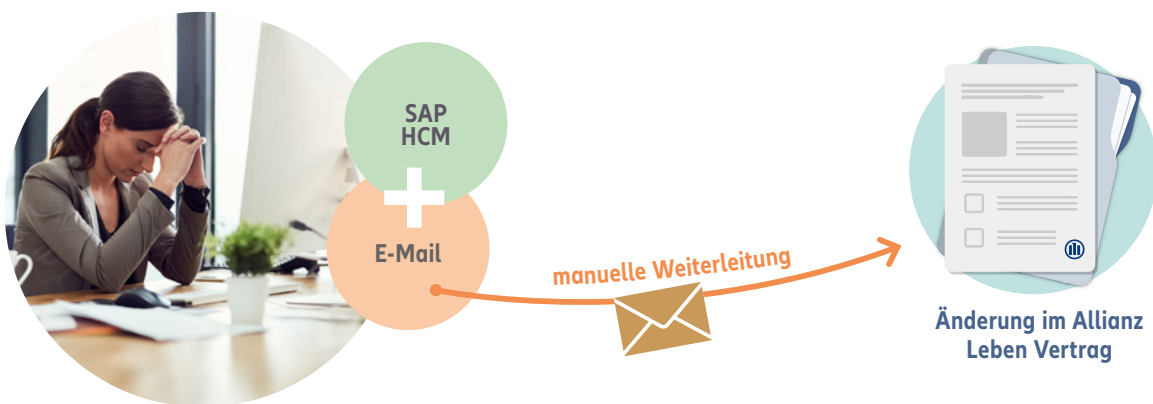 SAP
HCM
E-Mail
manuelle Weiterleitung
Änderung im Allianz
Leben Vertrag